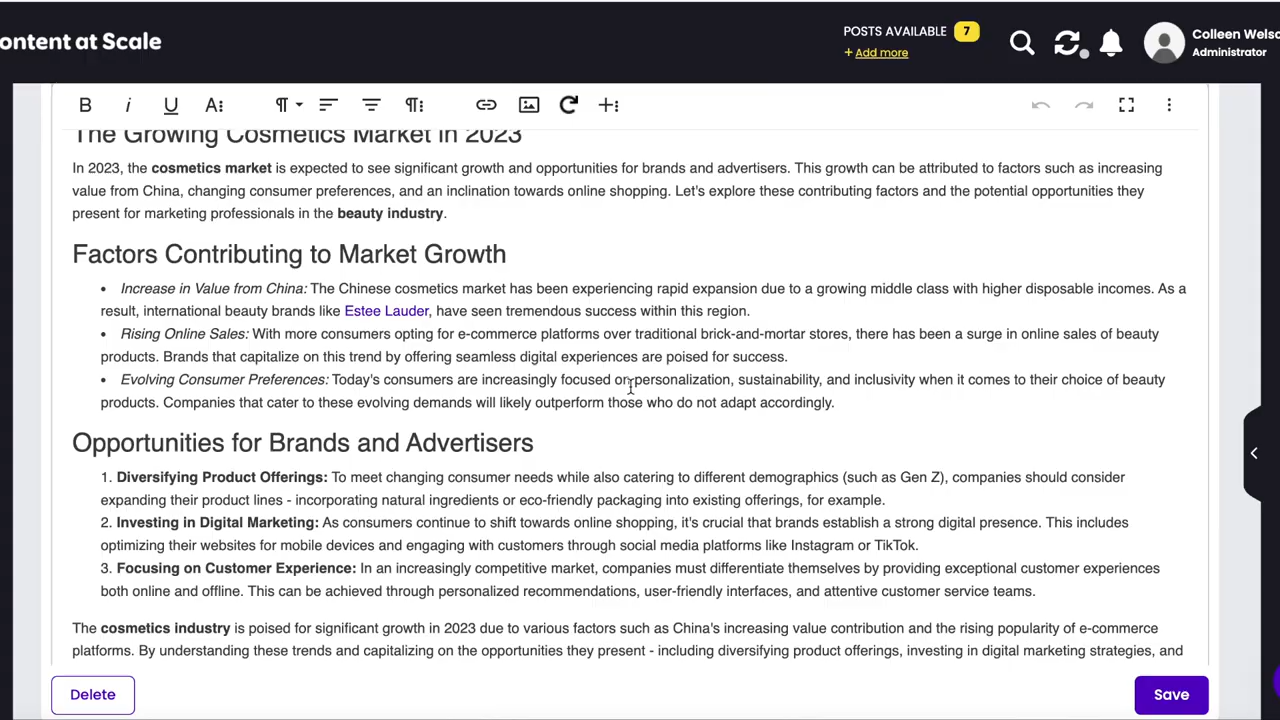 ontent at Scale
POSTS AVAILABLE 7
+ Add more
Colleen Welsc
Administrator
B i U A
The Growing Cosmetics Market in 2023
In 2023, the cosmetics market is expected to see significant growth and opportunities for brands and advertisers. This growth can be attributed to factors such as increasing
value from China, changing consumer preferences, and an inclination towards online shopping. Let's explore these contributing factors and the potential opportunities they
present for marketing professionals in the beauty industry.
Factors Contributing to Market Growth
• Increase in Value from China: The Chinese cosmetics market has been experiencing rapid expansion due to a growing middle class with higher disposable incomes. As a
result, international beauty brands like Estee Lauder, have seen tremendous success within this region.
• Rising Online Sales: With more consumers opting for e-commerce platforms over traditional brick-and-mortar stores, there has been a surge in online sales of beauty
products. Brands that capitalize on this trend by offering seamless digital experiences are poised for success.
• Evolving Consumer Preferences: Today's consumers are increasingly focused on personalization, sustainability, and inclusivity when it comes to their choice of beauty
products. Companies that cater to these evolving demands will likely outperform those who do not adapt accordingly.
Opportunities for Brands and Advertisers
1. Diversifying Product Offerings: To meet changing consumer needs while also catering to different demographics (such as Gen Z), companies should consider
expanding their product lines - incorporating natural ingredients or eco-friendly packaging into existing offerings, for example.
2. Investing in Digital Marketing: As consumers continue to shift towards online shopping, it's crucial that brands establish a strong digital presence. This includes
optimizing their websites for mobile devices and engaging with customers through social media platforms like Instagram or TikTok.
3. Focusing on Customer Experience: In an increasingly competitive market, companies must differentiate themselves by providing exceptional customer experiences
both online and offline. This can be achieved through personalized recommendations, user-friendly interfaces, and attentive customer service teams.
The cosmetics industry is poised for significant growth in 2023 due to various factors such as China's increasing value contribution and the rising popularity of e-commerce
platforms. By understanding these trends and capitalizing on the opportunities they present - including diversifying product offerings, investing in digital marketing strategies, and
Delete
Save